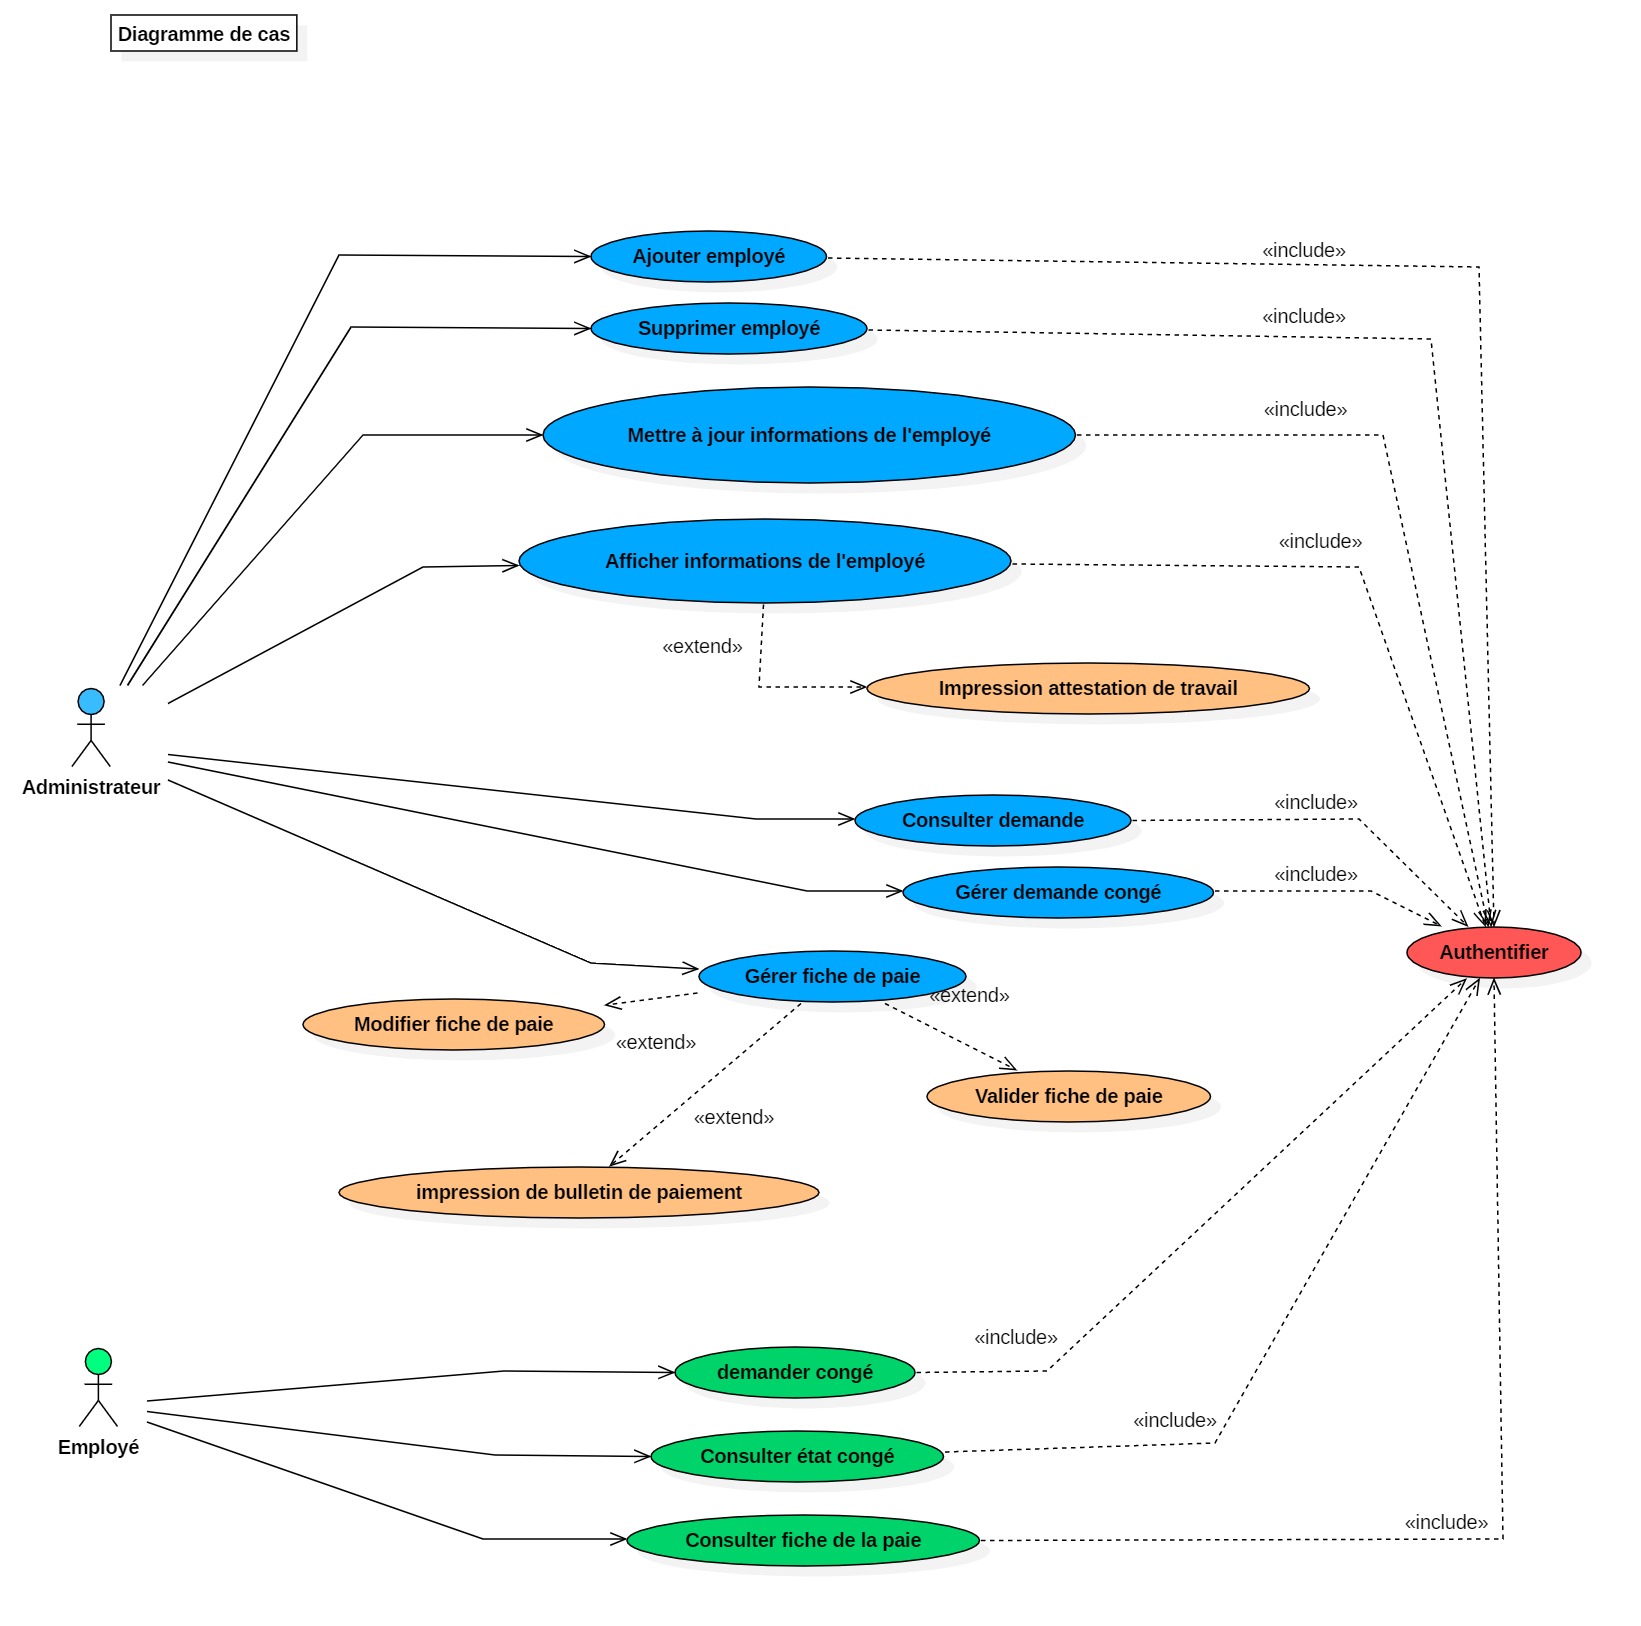 Diagramme de cas
Ajouter employé
«include»
Supprimer employé
«include»
Mettre à jour informations de l'employé
«include»
Afficher informations de l'employé
«include»
«extend»
Impression attestation de travail
Administrateur
Consulter demande
«include»
Gérer demande congé
«include»
Authentifier
Gérer fiche de paie
«extend»
Modifier fiche de paie
«extend»
Valider fiche de paie
«extend»
impression de bulletin de paiement
«include»
demander congé
«include»
Employé
Consulter état congé
«include»
Consulter fiche de la paie